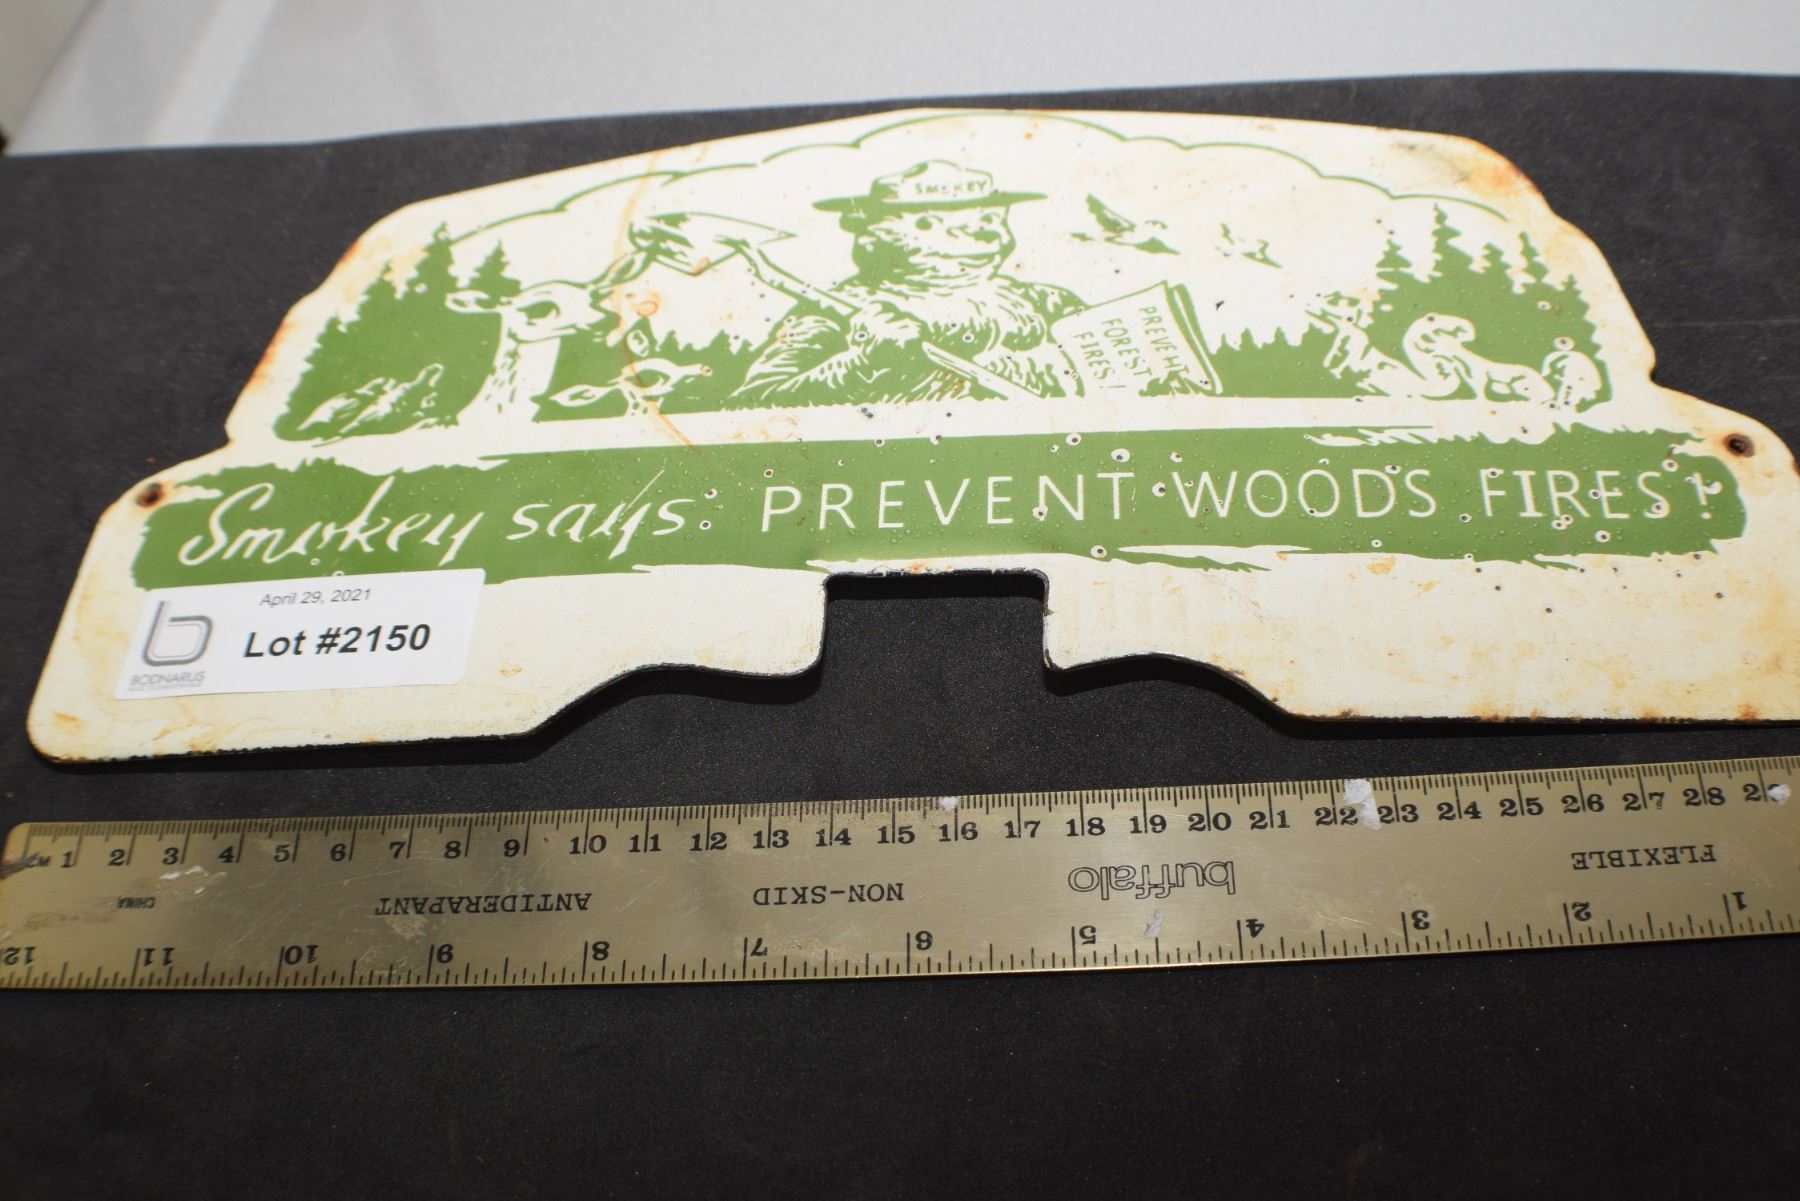 SMOKEY
PREVENT
FOREST
FIRES!
Smokey says: PREVENT WOODS FIRES!
April 29, 2021
Lot #2150
BODNARUS
1 2 3 4 5 6 7 8 9 10 11 12 13 14 15 16 17 18 19 20 21 22 23 24 25 26 27 28 29
CHINA
ANTIDERAPANT
NON-SKID
buffalo
FLEXIBLE
12 11 10 9 8 7 6 5 4 3 2 1